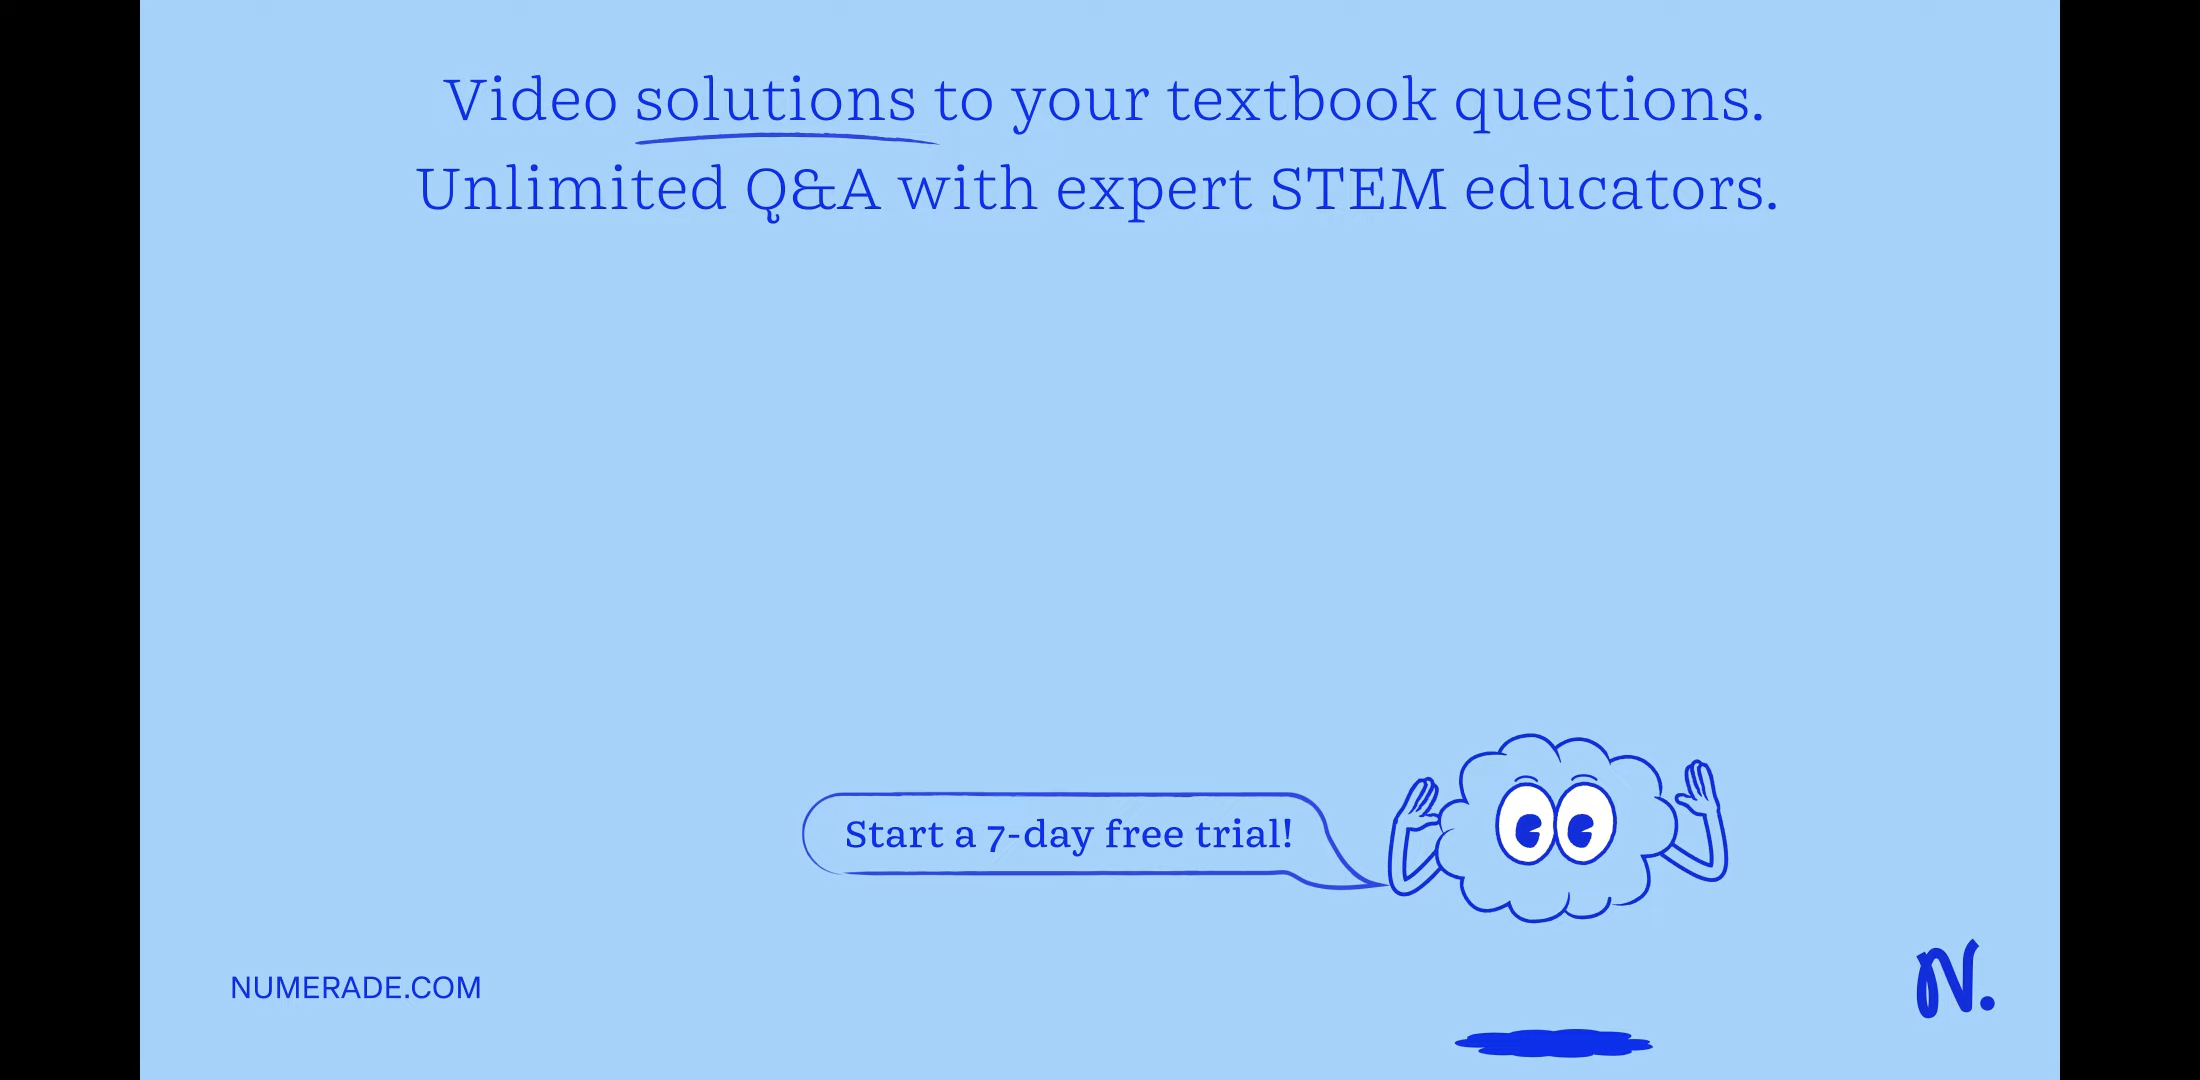 Video solutions to your textbook questions.
Unlimited Q&A with expert STEM educators.
Start a 7-day free trial!
NUMERADE.COM
N.